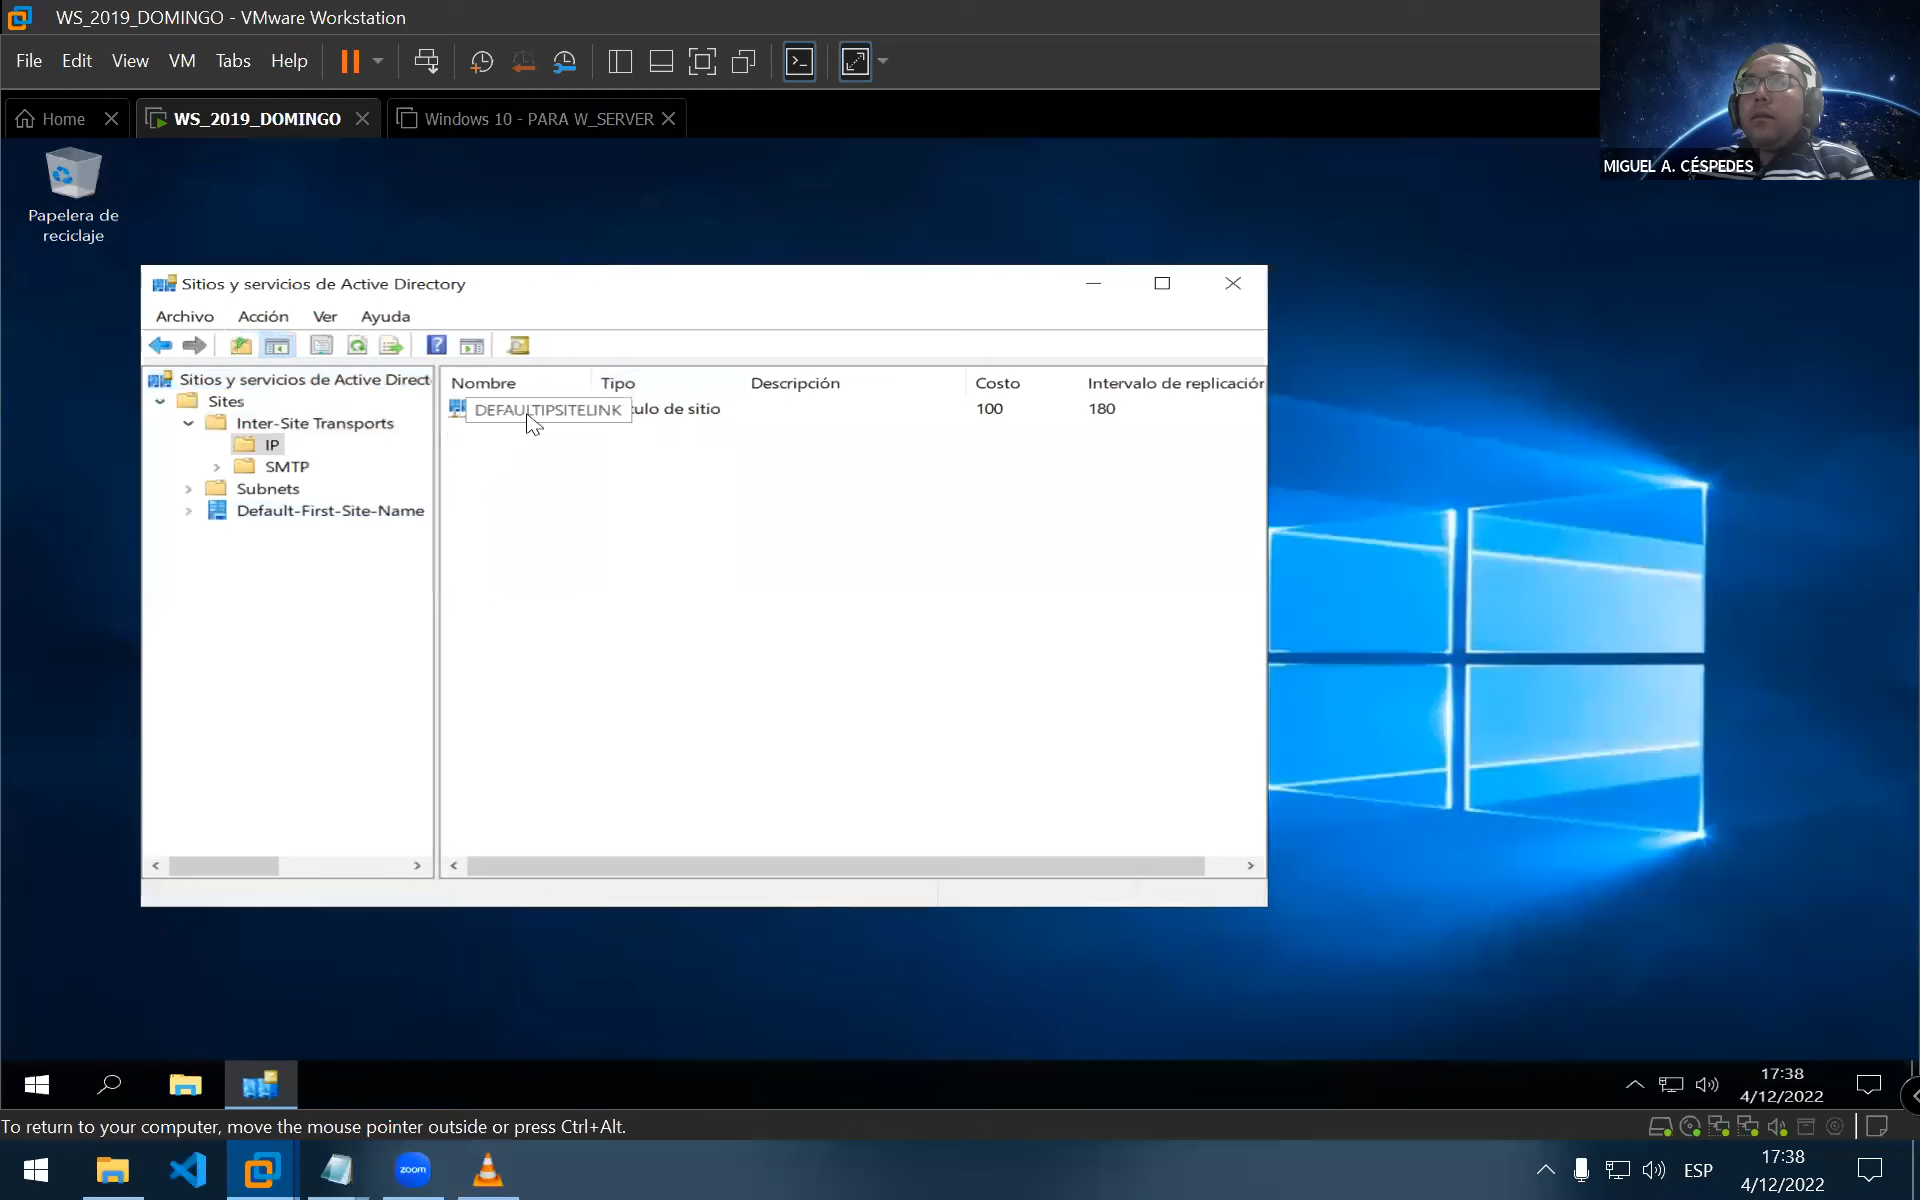 WS_2019_DOMINGO - VMware Workstation
File Edit View VM Tabs Help
Home WS_2019_DOMINGO Windows 10 - PARA W_SERVER
MIGUEL A. CÉSPEDES
Papelera de
reciclaje
Sitios y servicios de Active Directory
Archivo Acción Ver Ayuda
Sitios y servicios de Active Direct
Sites
Inter-Site Transports
IP
SMTP
Subnets
Default-First-Site-Name
Nombre Tipo Descripción Costo Intervalo de replicación
DEFAULTIPSITELINK ulo de sitio 100 180
17:38
4/12/2022
To return to your computer, move the mouse pointer outside or press Ctrl+Alt.
zoom
ESP
17:38
4/12/2022